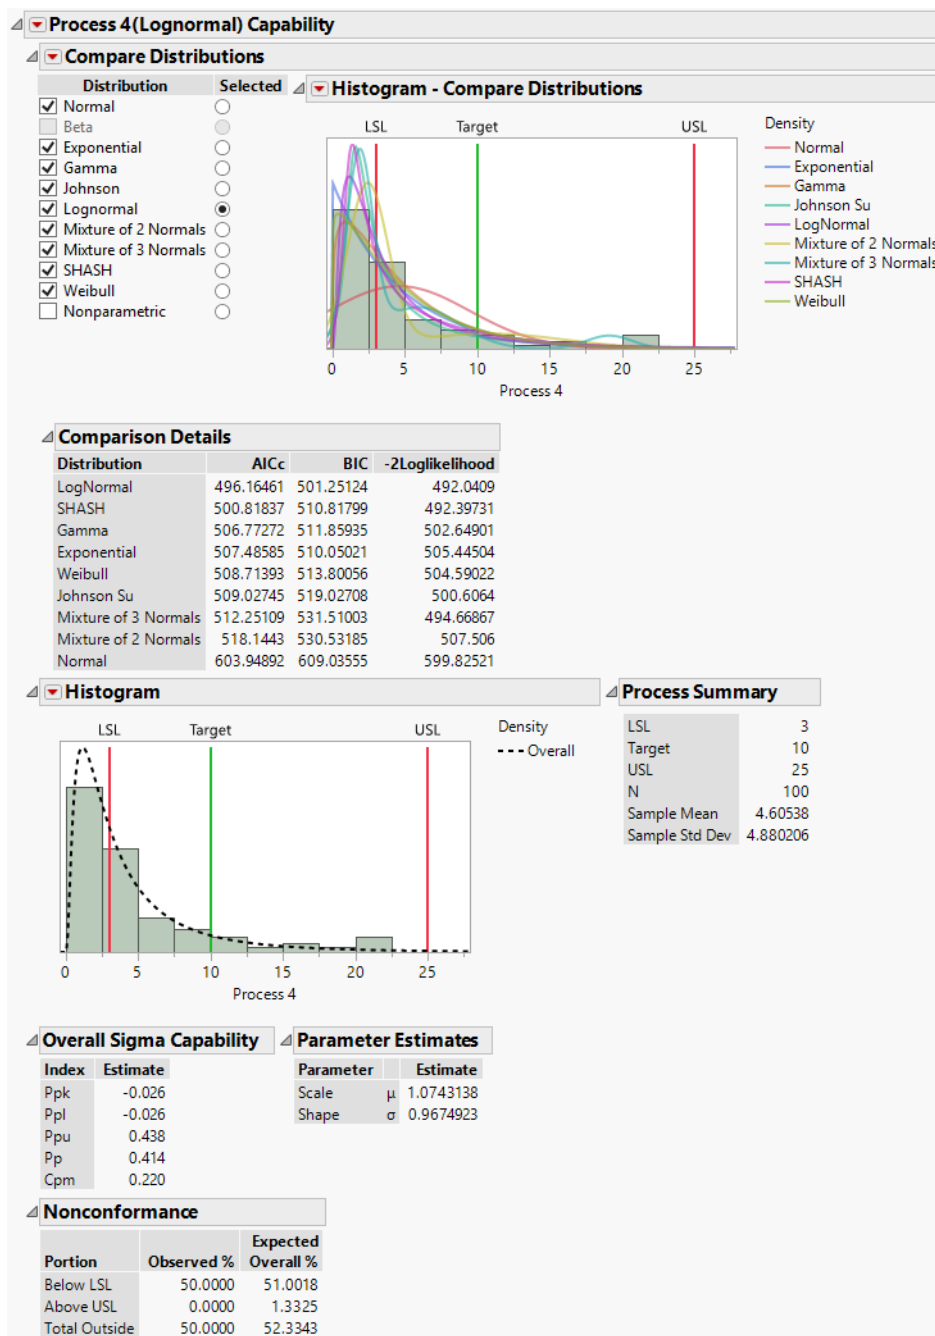 Process 4(Lognormal) Capability
Compare Distributions
Distribution Selected
Normal
Beta
Exponential
Gamma
Johnson
Lognormal
Mixture of 2 Normals
Mixture of 3 Normals
SHASH
Weibull
Nonparametric
Histogram - Compare Distributions
LSL Target USL
0 5 10 15 20 25
Process 4
Density
Normal
Exponential
Gamma
Johnson Su
LogNormal
Mixture of 2 Normals
Mixture of 3 Normals
SHASH
Weibull
Comparison Details
Distribution AICc BIC -2Loglikelihood
LogNormal 496.16461 501.25124 492.0409
SHASH 500.81837 510.81799 492.39731
Gamma 506.77272 511.85935 502.64901
Exponential 507.48585 510.05021 505.44504
Weibull 508.71393 513.80056 504.59022
Johnson Su 509.02745 519.02708 500.6064
Mixture of 3 Normals 512.25109 531.51003 494.66867
Mixture of 2 Normals 518.1443 530.53185 507.506
Normal 603.94892 609.03555 599.82521
Histogram
LSL Target USL
0 5 10 15 20 25
Process 4
Density
Overall
Process Summary
LSL 3
Target 10
USL 25
N 100
Sample Mean 4.60538
Sample Std Dev 4.880206
Overall Sigma Capability
Index Estimate
Ppk -0.026
Ppl -0.026
Ppu 0.438
Pp 0.414
Cpm 0.220
Parameter Estimates
Parameter Estimate
Scale μ 1.0743138
Shape σ 0.9674923
Nonconformance
Expected
Portion Observed % Overall %
Below LSL 50.0000 51.0018
Above USL 0.0000 1.3325
Total Outside 50.0000 52.3343